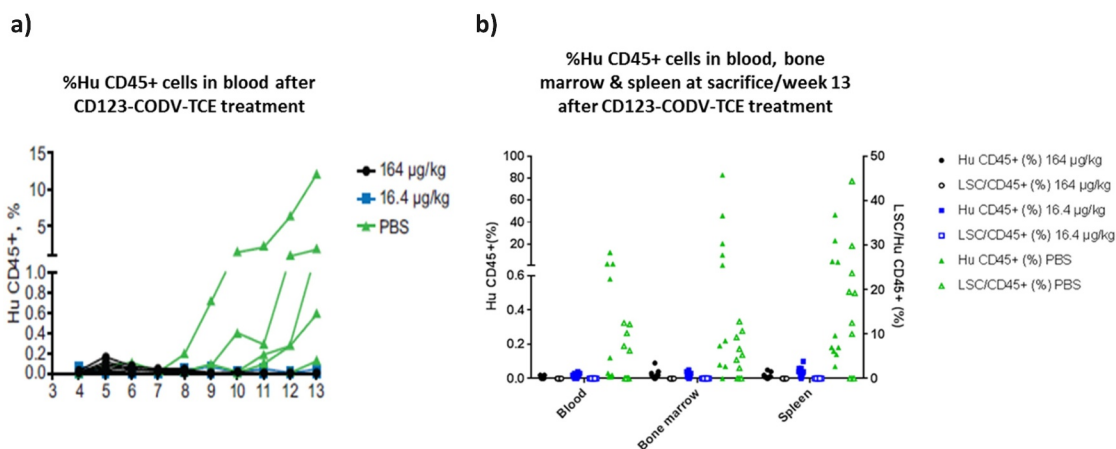 a)
%Hu CD45+ cells in blood after
CD123-CODV-TCE treatment
Hu CD45+, %
15
10
5
1.0
0.8
0.6
0.4
0.2
0.0
3 4 5 6 7 8 9 10 11 12 13
164 µg/kg
16.4 µg/kg
PBS
b)
%Hu CD45+ cells in blood, bone
marrow & spleen at sacrifice/week 13
after CD123-CODV-TCE treatment
Hu CD45+(%)
100
80
60
40
20
0.6
0.4
0.2
0.0
Blood
Bone marrow
Spleen
50
40
30
20
10
0
LSC/Hu CD45+ (%)
Hu CD45+ (%) 164 µg/kg
LSC/CD45+ (%) 164 µg/kg
Hu CD45+ (%) 16.4 µg/kg
LSC/CD45+ (%) 16.4 µg/kg
Hu CD45+ (%) PBS
LSC/CD45+ (%) PBS